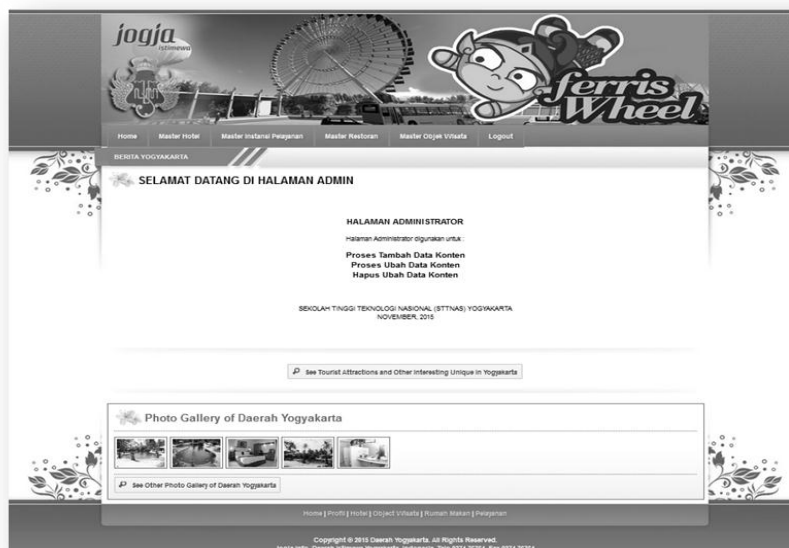 jogja
istimewa
ferris
Wheel
Home Master Hotel Master Instansi Pelayanan Master Restoran Master Objek Wisata Logout
BERITA YOGYAKARTA
SELAMAT DATANG DI HALAMAN ADMIN
HALAMAN ADMINISTRATOR
Halaman Administrator digunakan untuk :
Proses Tambah Data Konten
Proses Ubah Data Konten
Hapus Ubah Data Konten
SEKOLAH TINGGI TEKNOLOGI NASIONAL (STTNAS) YOGYAKARTA
NOVEMBER, 2015
See Tourist Attractions and Other Interesting Unique in Yogyakarta
Photo Gallery of Daerah Yogyakarta
See Other Photo Gallery of Daerah Yogyakarta
Home | Profil | Hotel | Object Wisata | Rumah Makan | Pelayanan
Copyright © 2015 Daerah Yogyakarta. All Rights Reserved.